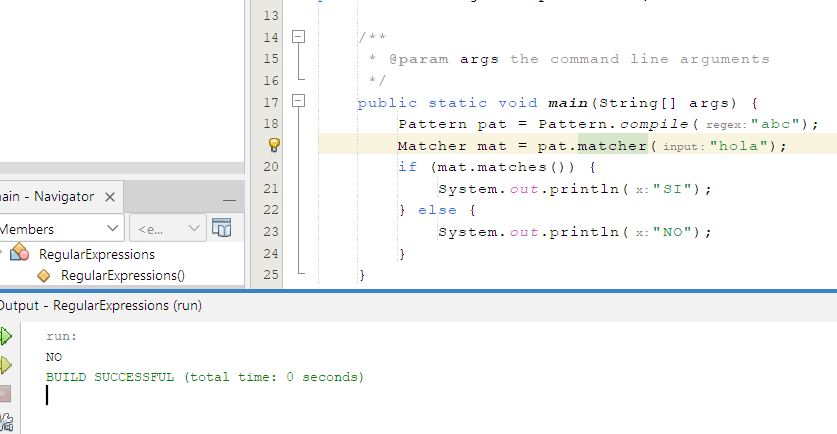 13
14 /**
15 * @param args the command line arguments
16 */
17 public static void main(String[] args) {
18 Pattern pat = Pattern.compile( regex: "abc");
Matcher mat = pat.matcher( input: "hola");
20 if (mat.matches()) {
21 System.out.println( x: "SI");
22 } else {
23 System.out.println( x: "NO");
24 }
25 }
ain - Navigator
Members <e...
RegularExpressions
RegularExpressions()
Output - RegularExpressions (run)
run:
NO
BUILD SUCCESSFUL (total time: 0 seconds)